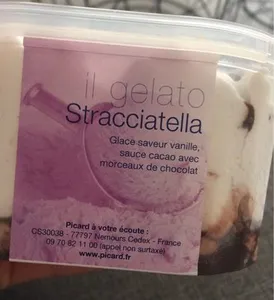 il gelato
Stracciatella
Glace saveur vanille,
sauce cacao avec
morceaux de chocolat
Picard à votre écoute :
CS30038 - 77797 Nemours Cedex - France
09 70 82 11 00 (appel non surtaxé)
www.picard.fr